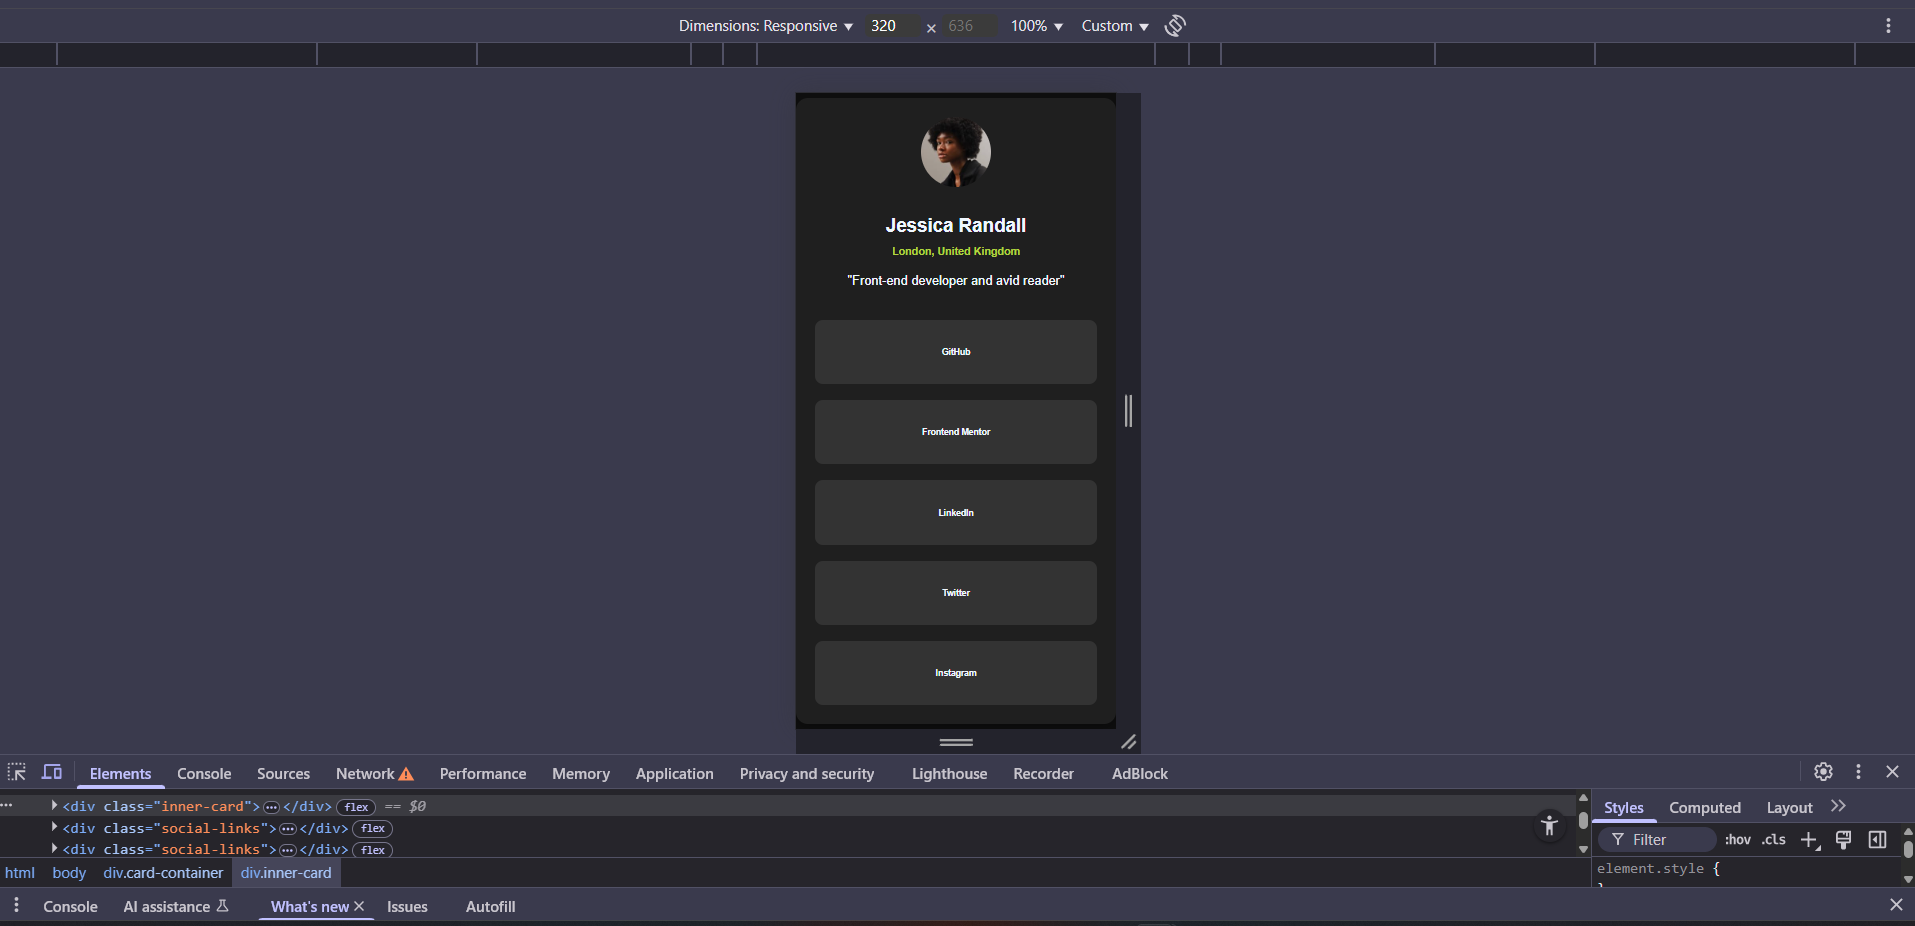 Dimensions: Responsive 320 × 636 100% Custom
Jessica Randall
London, United Kingdom
"Front-end developer and avid reader"
GitHub
Frontend Mentor
LinkedIn
Twitter
Instagram
Elements Console Sources Network Performance Memory Application Privacy and security Lighthouse Recorder AdBlock
<div class="inner-card"> </div> flex == $0
<div class="social-links"> </div> flex
<div class="social-links"> </div> flex
html body div.card-container div.inner-card
Styles Computed Layout
Filter :hov .cls
element.style {
Console AI assistance What's new Issues Autofill